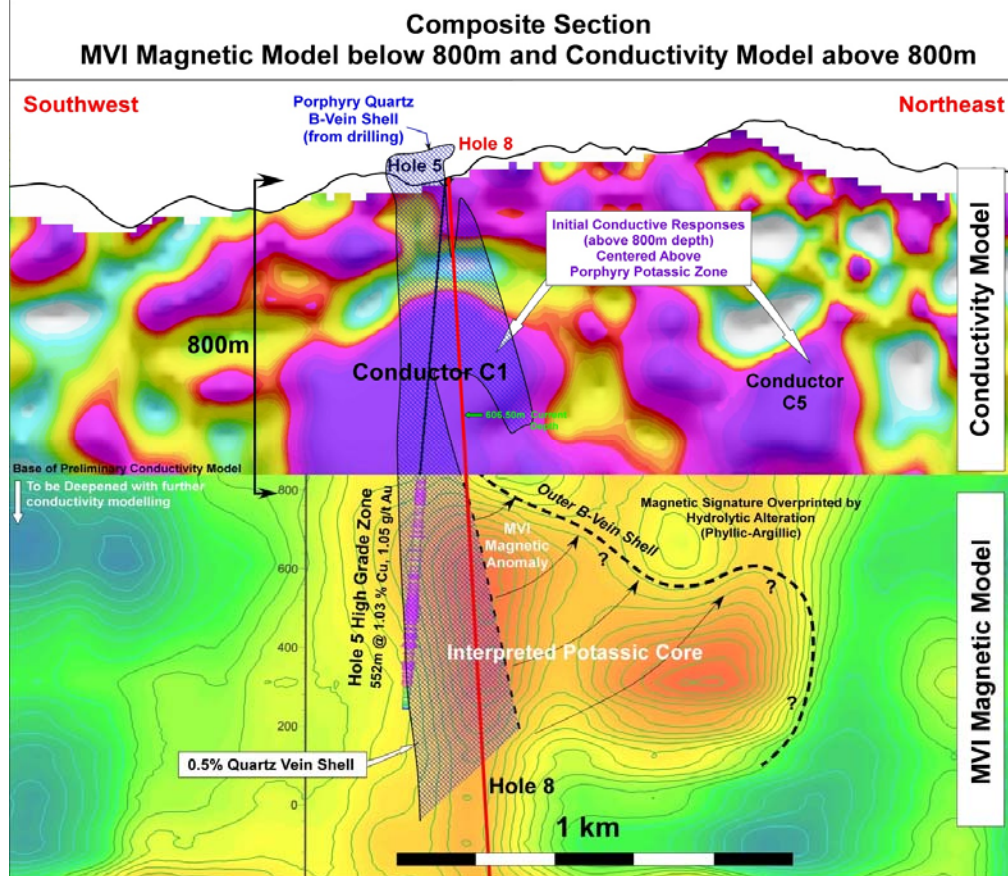 Composite Section
MVI Magnetic Model below 800m and Conductivity Model above 800m
Southwest
Northeast
Porphyry Quartz
B-Vein Shell
(from drilling)
Hole 8
Hole 5
Initial Conductive Responses
(above 800m depth)
Centered Above
Porphyry Potassic Zone
Conductivity Model
800m
Conductor C1
Conductor
C5
606.50m Current
Depth
Base of Preliminary Conductivity Model
To be Deepened with further
conductivity modelling
800
600
400
200
0
Hole 5 High Grade Zone
552m @ 1.03 % Cu, 1.05 g/t Au
Outer B-Vein Shell
MVI
Magnetic
Anomaly
Magnetic Signature Overprinted by
Hydrolytic Alteration
(Phyllic-Argillic)
?
?
?
Interpreted Potassic Core
MVI Magnetic Model
0.5% Quartz Vein Shell
Hole 8
1 km